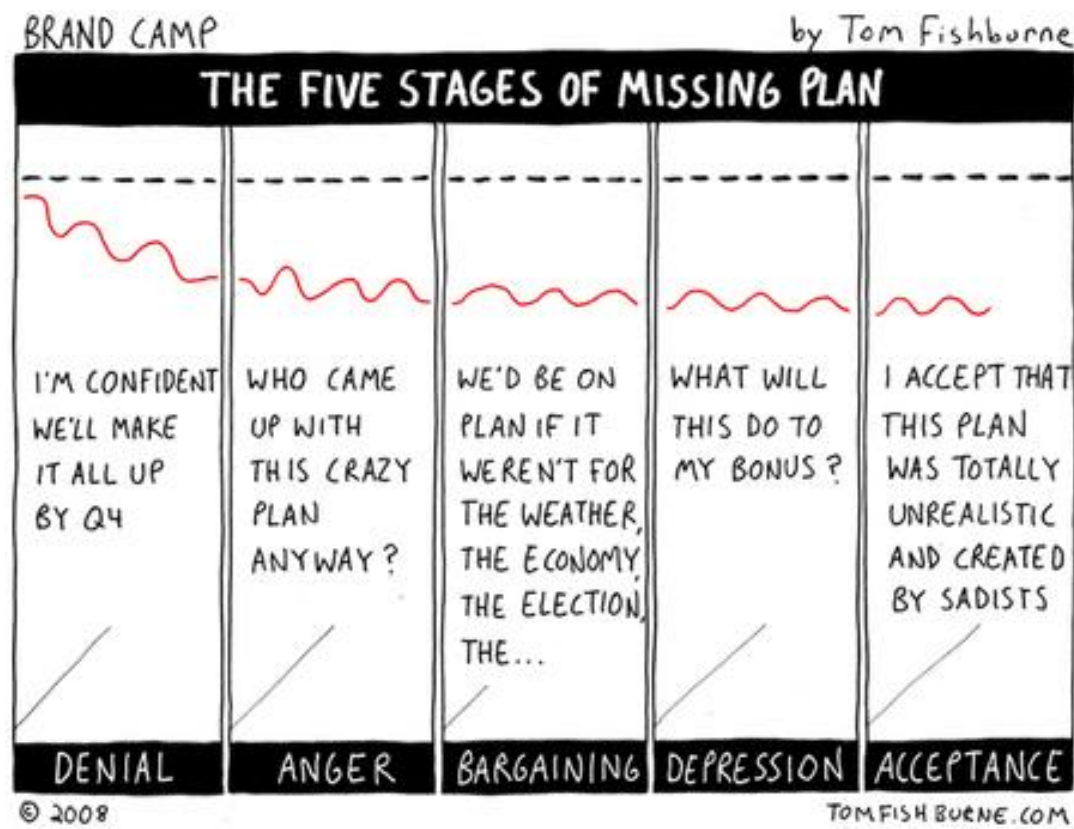 BRAND CAMP
by Tom Fishburne
THE FIVE STAGES OF MISSING PLAN
I'M CONFIDENT
WE'LL MAKE
IT ALL UP
BY Q4
DENIAL
WHO CAME
UP WITH
THIS CRAZY
PLAN
ANYWAY?
ANGER
WE'D BE ON
PLAN IF IT
WEREN'T FOR
THE WEATHER,
THE ECONOMY,
THE ELECTION,
THE...
BARGAINING
WHAT WILL
THIS DO TO
MY BONUS?
DEPRESSION
I ACCEPT THAT
THIS PLAN
WAS TOTALLY
UNREALISTIC
AND CREATED
BY SADISTS
ACCEPTANCE
© 2008
TOMFISHBURNE.COM